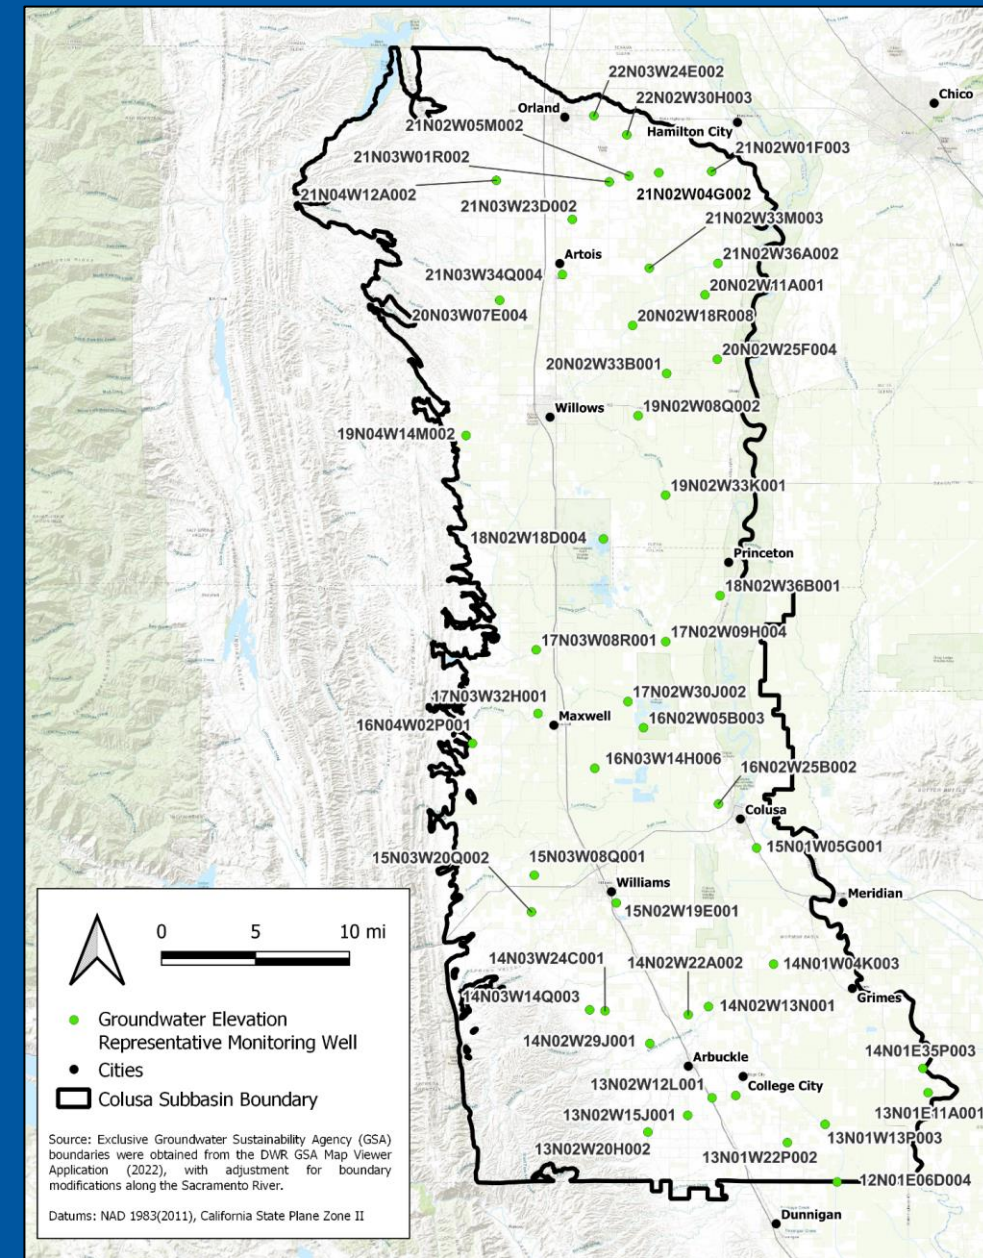 Chico
22N03W24E002
22N02W30H003
Orland
Hamilton City
21N02W05M002
21N02W01F003
21N03W01R002
21N04W12A002
21N02W04G002
21N03W23D002
21N02W33M003
Artois
21N02W36A002
21N03W34Q004
20N02W11A001
20N03W07E004
20N02W18R008
20N02W25F004
20N02W33B001
Willows
19N02W08Q002
19N04W14M002
19N02W33K001
18N02W18D004
Princeton
18N02W36B001
17N03W08R001
17N02W09H004
17N03W32H001
17N02W30J002
Maxwell
16N02W05B003
16N04W02P001
16N03W14H006
16N02W25B002
Colusa
15N01W05G001
15N03W20Q002
15N03W08Q001
Williams
Meridian
15N02W19E001
14N03W24C001
14N02W22A002
14N01W04K003
Grimes
14N03W14Q003
14N02W13N001
14N02W29J001
14N01E35P003
Arbuckle
College City
13N02W12L001
13N01E11A001
13N02W15J001
13N01W13P003
13N02W20H002
13N01W22P002
12N01E06D004
Dunnigan
0 5 10 mi
Groundwater Elevation
Representative Monitoring Well
Cities
Colusa Subbasin Boundary
Source: Exclusive Groundwater Sustainability Agency (GSA)
boundaries were obtained from the DWR GSA Map Viewer
Application (2022), with adjustment for boundary
modifications along the Sacramento River.
Datums: NAD 1983(2011), California State Plane Zone II